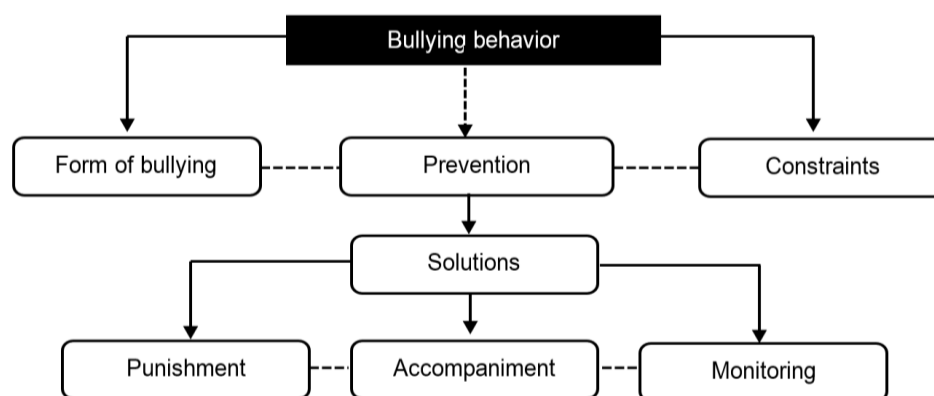 Bullying behavior
Form of bullying
Prevention
Constraints
Solutions
Punishment
Accompaniment
Monitoring